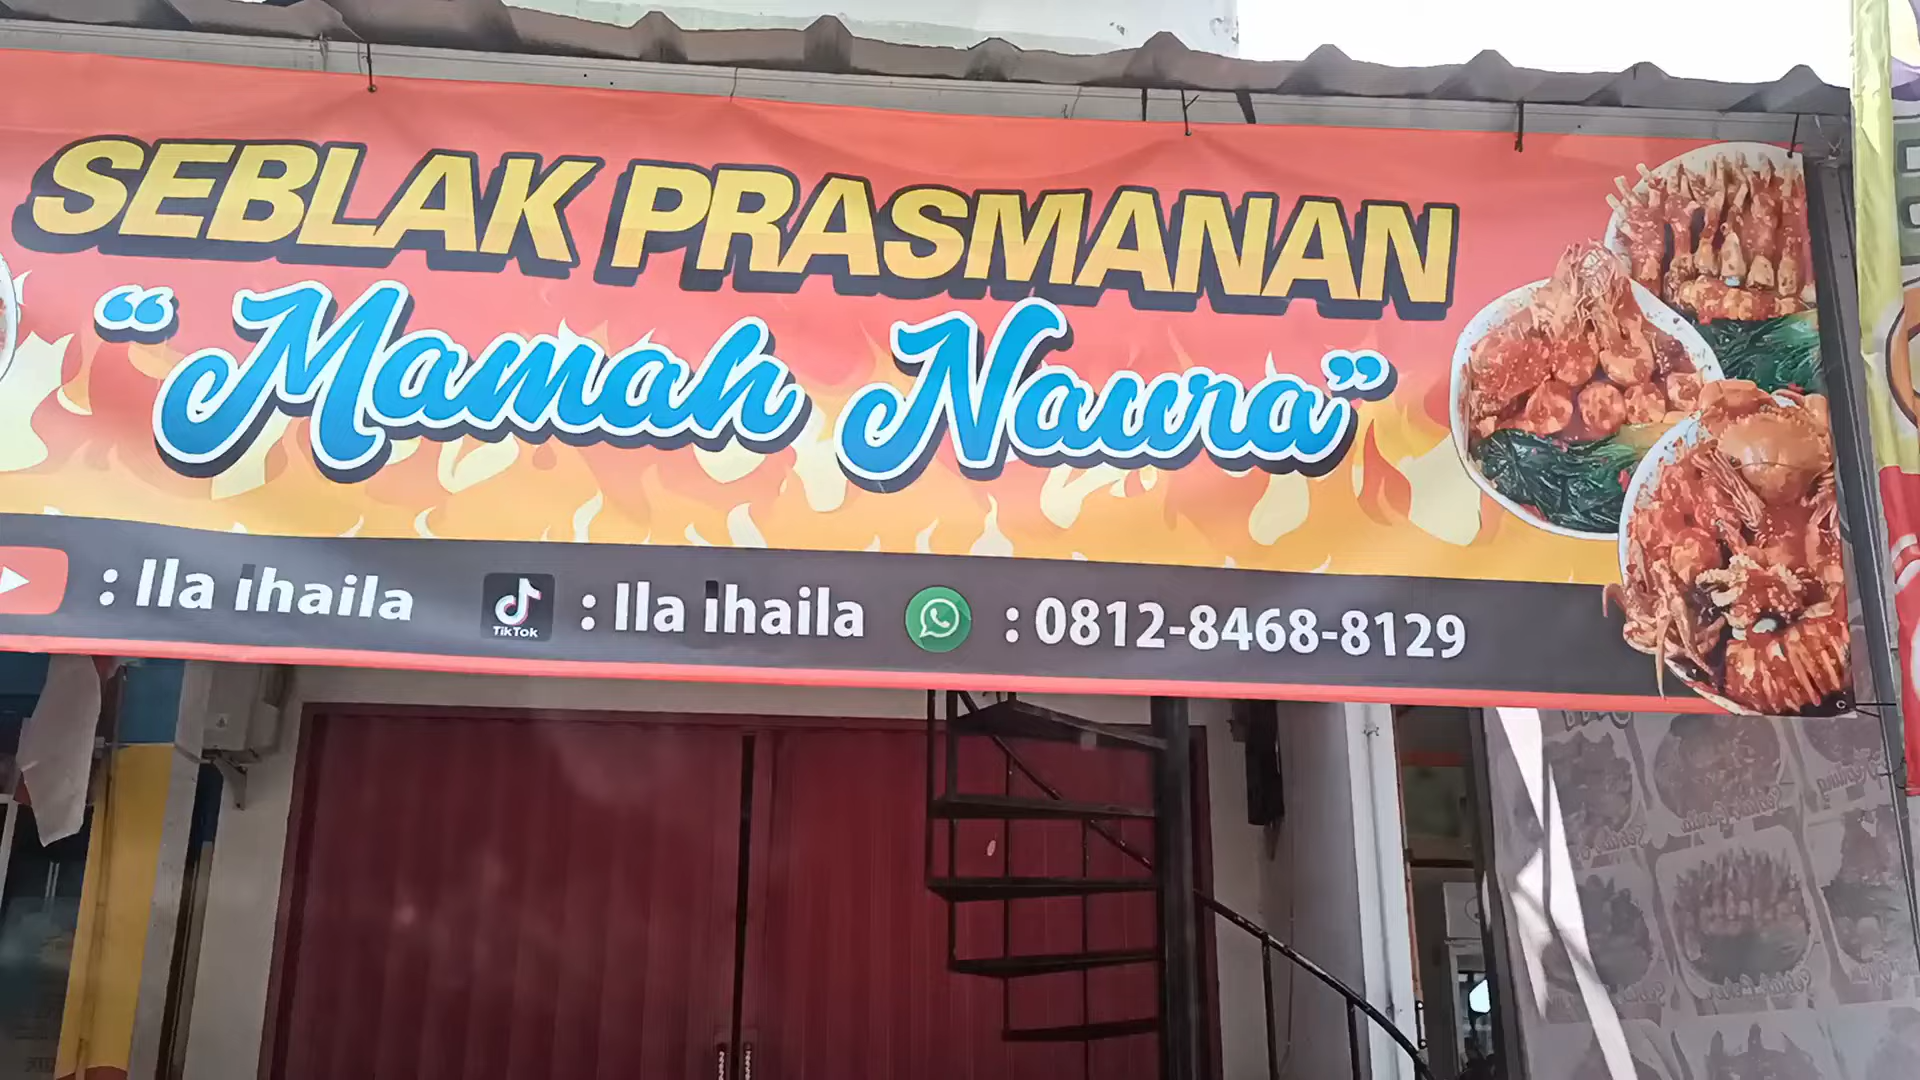 SEBLAK PRASMANAN
“Mamah Naura”
: Ila ihaila TikTok : Ila ihaila : 0812-8468-8129